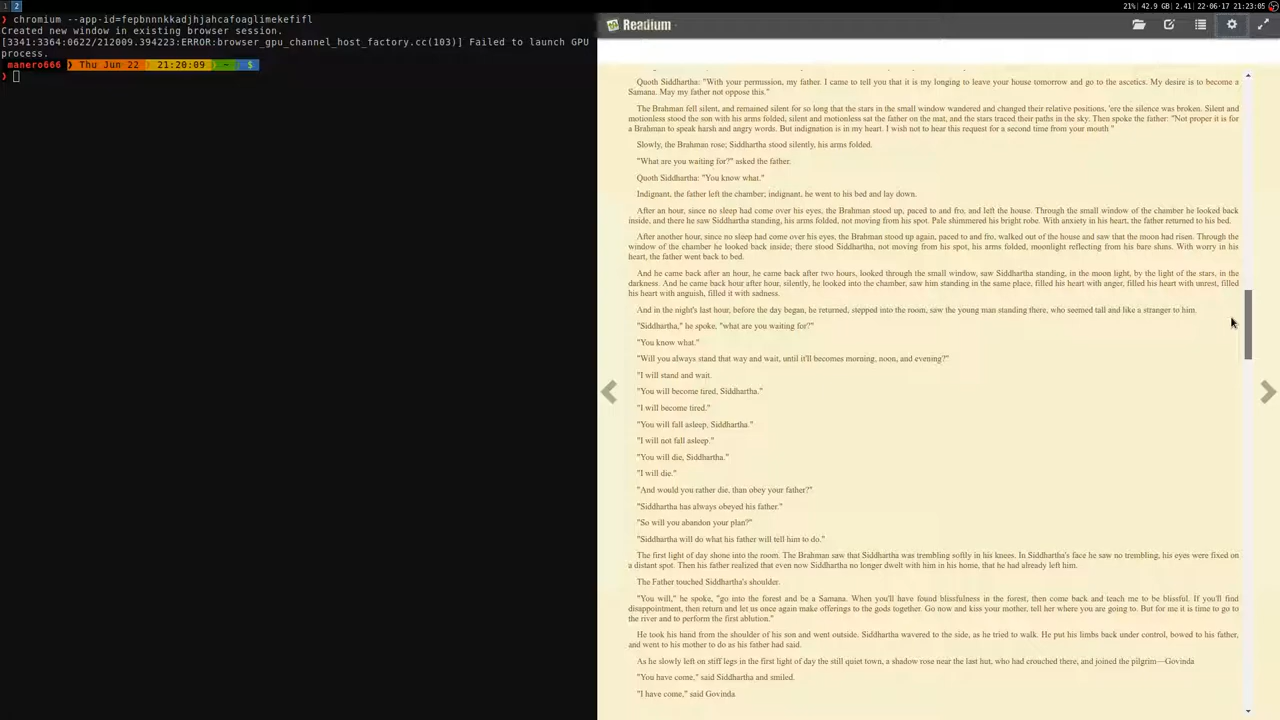 1 2
21% | 42.9 GB | 2.41 | 22-06-17 21:23:05
❯ chromium --app-id=fepbnnnkkadjhjahcafoaglimekefifl
Created new window in existing browser session.
[3341:3364:0622/212009.394223:ERROR:browser_gpu_channel_host_factory.cc(103)] Failed to launch GPU
process.
manero666 ❯ Thu Jun 22 ❯ 21:20:09 ❯ ~ ❯ $
❯
Readium
Quoth Siddhartha: "With your permission, my father. I came to tell you that it is my longing to leave your house tomorrow and go to the ascetics. My desire is to become a
Samana. May my father not oppose this."
The Brahman fell silent, and remained silent for so long that the stars in the small window wandered and changed their relative positions, 'ere the silence was broken. Silent and
motionless stood the son with his arms folded, silent and motionless sat the father on the mat, and the stars traced their paths in the sky. Then spoke the father: "Not proper it is for
a Brahman to speak harsh and angry words. But indignation is in my heart. I wish not to hear this request for a second time from your mouth."
Slowly, the Brahman rose; Siddhartha stood silently, his arms folded.
"What are you waiting for?" asked the father.
Quoth Siddhartha: "You know what."
Indignant, the father left the chamber; indignant, he went to his bed and lay down.
After an hour, since no sleep had come over his eyes, the Brahman stood up, paced to and fro, and left the house. Through the small window of the chamber he looked back
inside, and there he saw Siddhartha standing, his arms folded, not moving from his spot. Pale shimmered his bright robe. With anxiety in his heart, the father returned to his bed.
After another hour, since no sleep had come over his eyes, the Brahman stood up again, paced to and fro, walked out of the house and saw that the moon had risen. Through the
window of the chamber he looked back inside; there stood Siddhartha, not moving from his spot, his arms folded, moonlight reflecting from his bare shins. With worry in his
heart, the father went back to bed.
And he came back after an hour, he came back after two hours, looked through the small window, saw Siddhartha standing, in the moon light, by the light of the stars, in the
darkness. And he came back hour after hour, silently, he looked into the chamber, saw him standing in the same place, filled his heart with anger, filled his heart with unrest, filled
his heart with anguish, filled it with sadness.
And in the night's last hour, before the day began, he returned, stepped into the room, saw the young man standing there, who seemed tall and like a stranger to him.
"Siddhartha," he spoke, "what are you waiting for?"
"You know what."
"Will you always stand that way and wait, until it'll becomes morning, noon, and evening?"
"I will stand and wait.
"You will become tired, Siddhartha."
"I will become tired."
"You will fall asleep, Siddhartha."
"I will not fall asleep."
"You will die, Siddhartha."
"I will die."
"And would you rather die, than obey your father?"
"Siddhartha has always obeyed his father."
"So will you abandon your plan?"
"Siddhartha will do what his father will tell him to do."
The first light of day shone into the room. The Brahman saw that Siddhartha was trembling softly in his knees. In Siddhartha's face he saw no trembling, his eyes were fixed on
a distant spot. Then his father realized that even now Siddhartha no longer dwelt with him in his home, that he had already left him.
The Father touched Siddhartha's shoulder.
"You will," he spoke, "go into the forest and be a Samana. When you'll have found blissfulness in the forest, then come back and teach me to be blissful. If you'll find
disappointment, then return and let us once again make offerings to the gods together. Go now and kiss your mother, tell her where you are going to. But for me it is time to go to
the river and to perform the first ablution."
He took his hand from the shoulder of his son and went outside. Siddhartha wavered to the side, as he tried to walk. He put his limbs back under control, bowed to his father,
and went to his mother to do as his father had said.
As he slowly left on stiff legs in the first light of day the still quiet town, a shadow rose near the last hut, who had crouched there, and joined the pilgrim—Govinda.
"You have come," said Siddhartha and smiled.
"I have come," said Govinda.